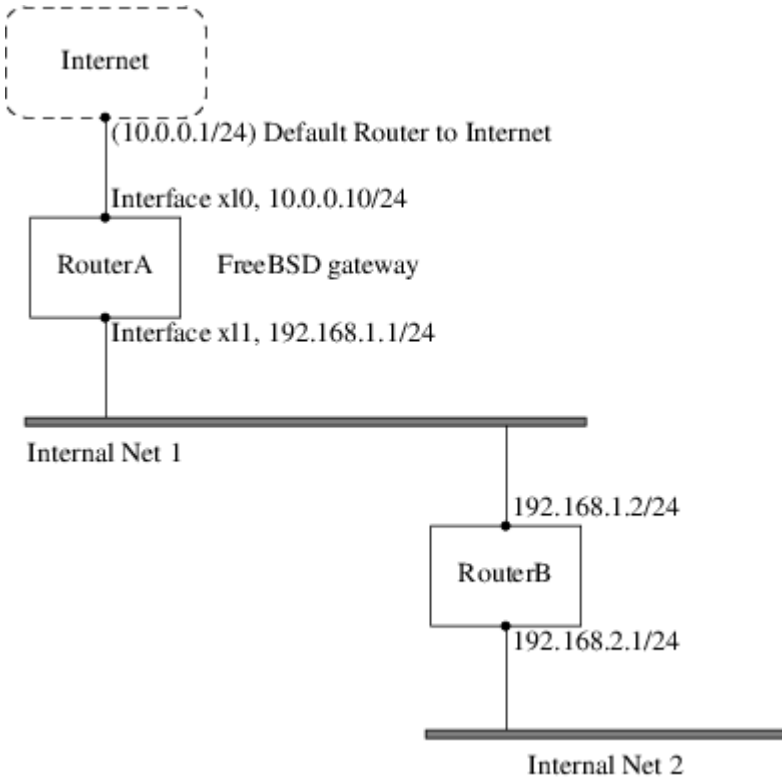 Internet
(10.0.0.1/24) Default Router to Internet
Interface xl0, 10.0.0.10/24
RouterA
FreeBSD gateway
Interface xl1, 192.168.1.1/24
Internal Net 1
192.168.1.2/24
RouterB
192.168.2.1/24
Internal Net 2